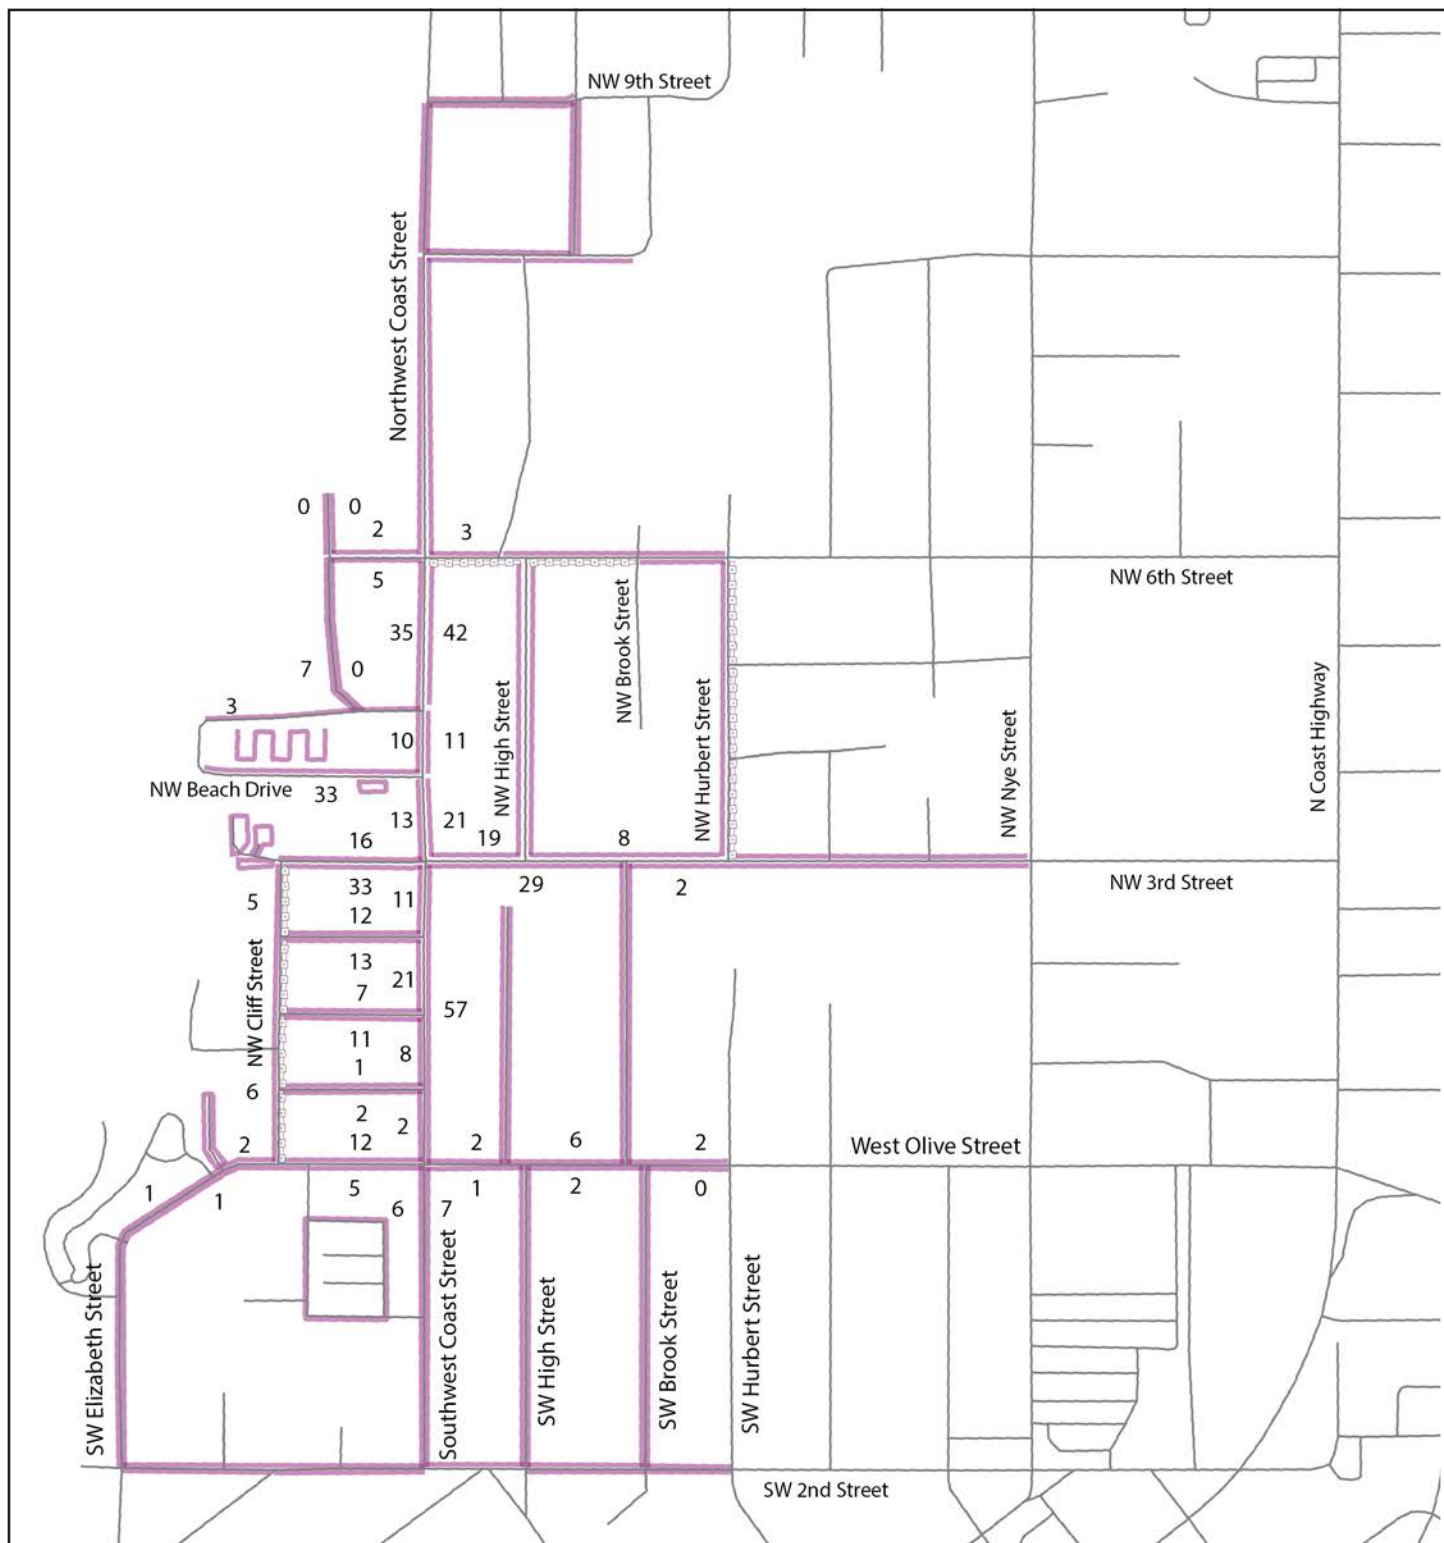 NW 9th Street
Northwest Coast Street
0
0
2
3
5
NW 6th Street
35
42
NW Brook Street
7
0
N Coast Highway
3
NW High Street
NW Hurbert Street
NW Nye Street
10
11
NW Beach Drive
33
13
21
16
19
8
33
29
2
NW 3rd Street
5
11
12
NW Cliff Street
13
21
7
57
11
8
1
6
2
2
2
12
2
6
2
West Olive Street
1
1
5
1
2
0
6
7
SW Elizabeth Street
Southwest Coast Street
SW High Street
SW Brook Street
SW Hurbert Street
SW 2nd Street